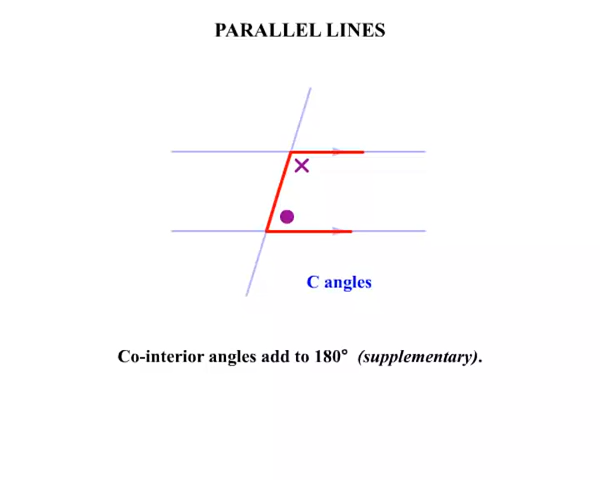 PARALLEL LINES
C angles
Co-interior angles add to 180° (supplementary).